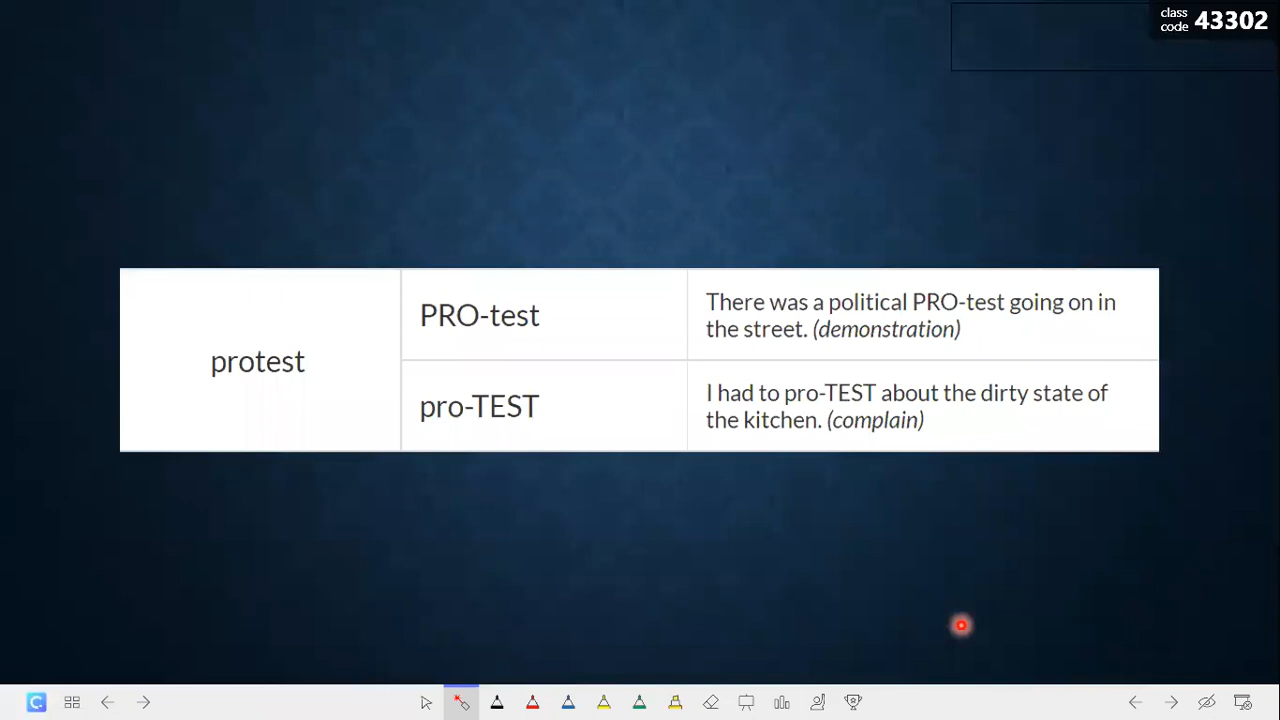 class
code 43302
protest
PRO-test
There was a political PRO-test going on in
the street. (demonstration)
pro-TEST
I had to pro-TEST about the dirty state of
the kitchen. (complain)